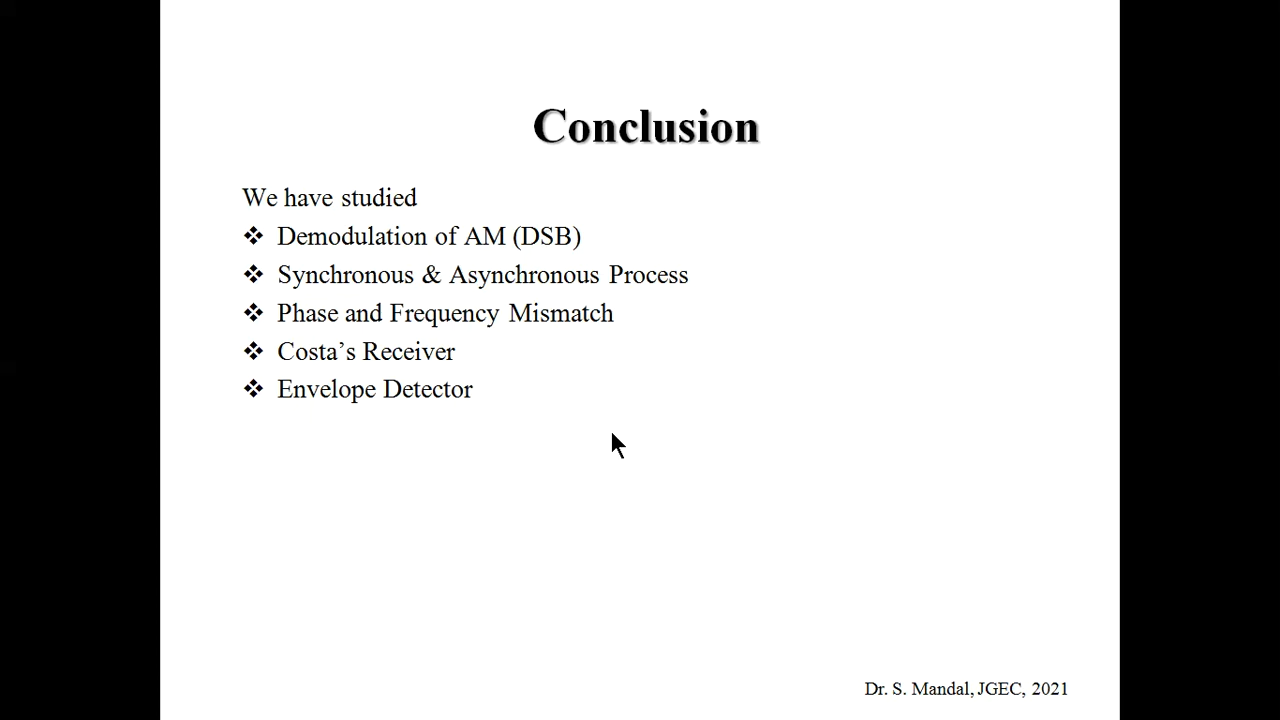 Conclusion
We have studied
❖ Demodulation of AM (DSB)
❖ Synchronous & Asynchronous Process
❖ Phase and Frequency Mismatch
❖ Costa’s Receiver
❖ Envelope Detector
Dr. S. Mandal, JGEC, 2021